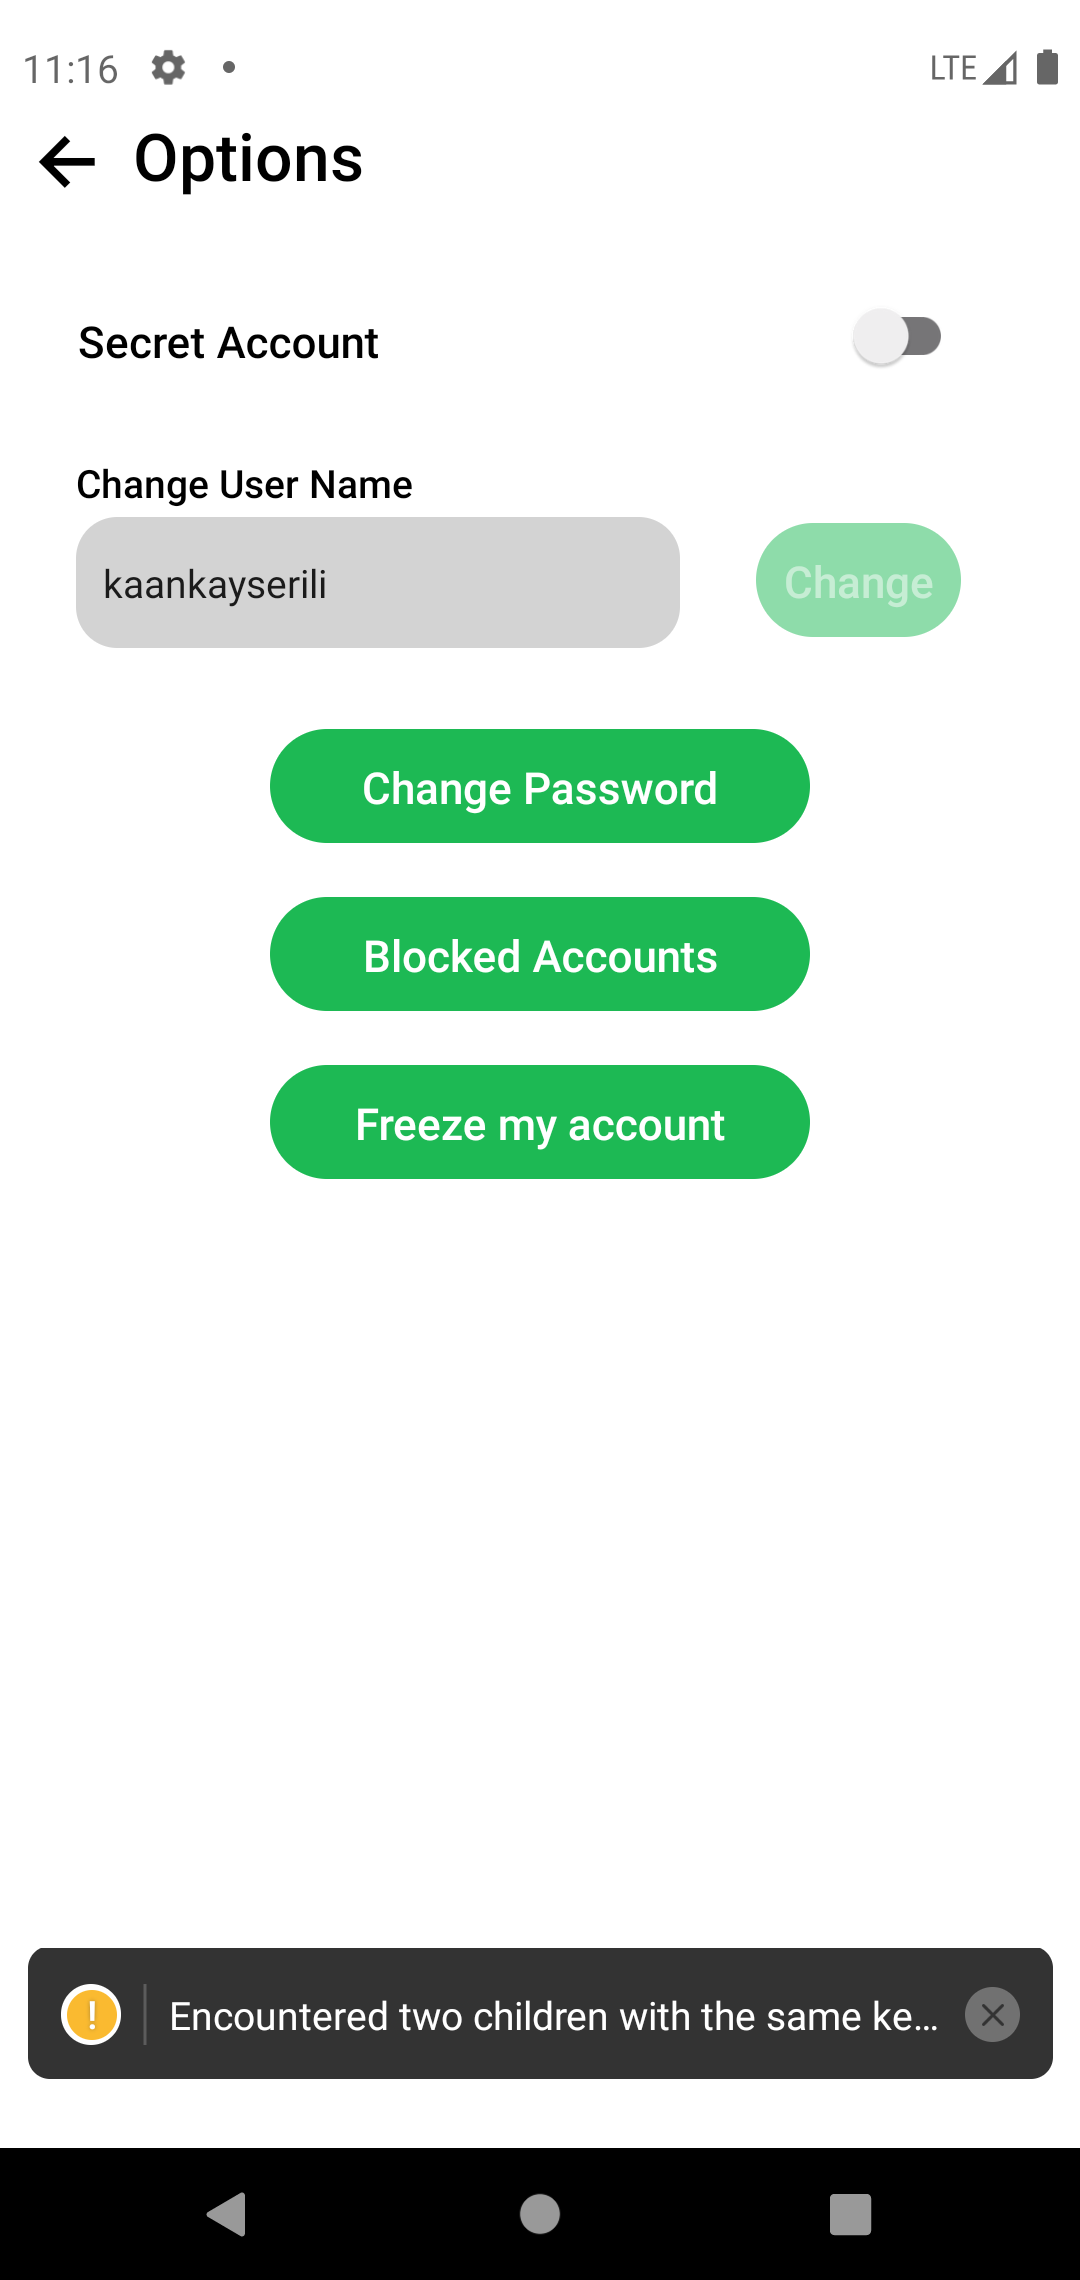 11:16
LTE
Options
Secret Account
Change User Name
kaankayserili
Change
Change Password
Blocked Accounts
Freeze my account
! Encountered two children with the same ke...